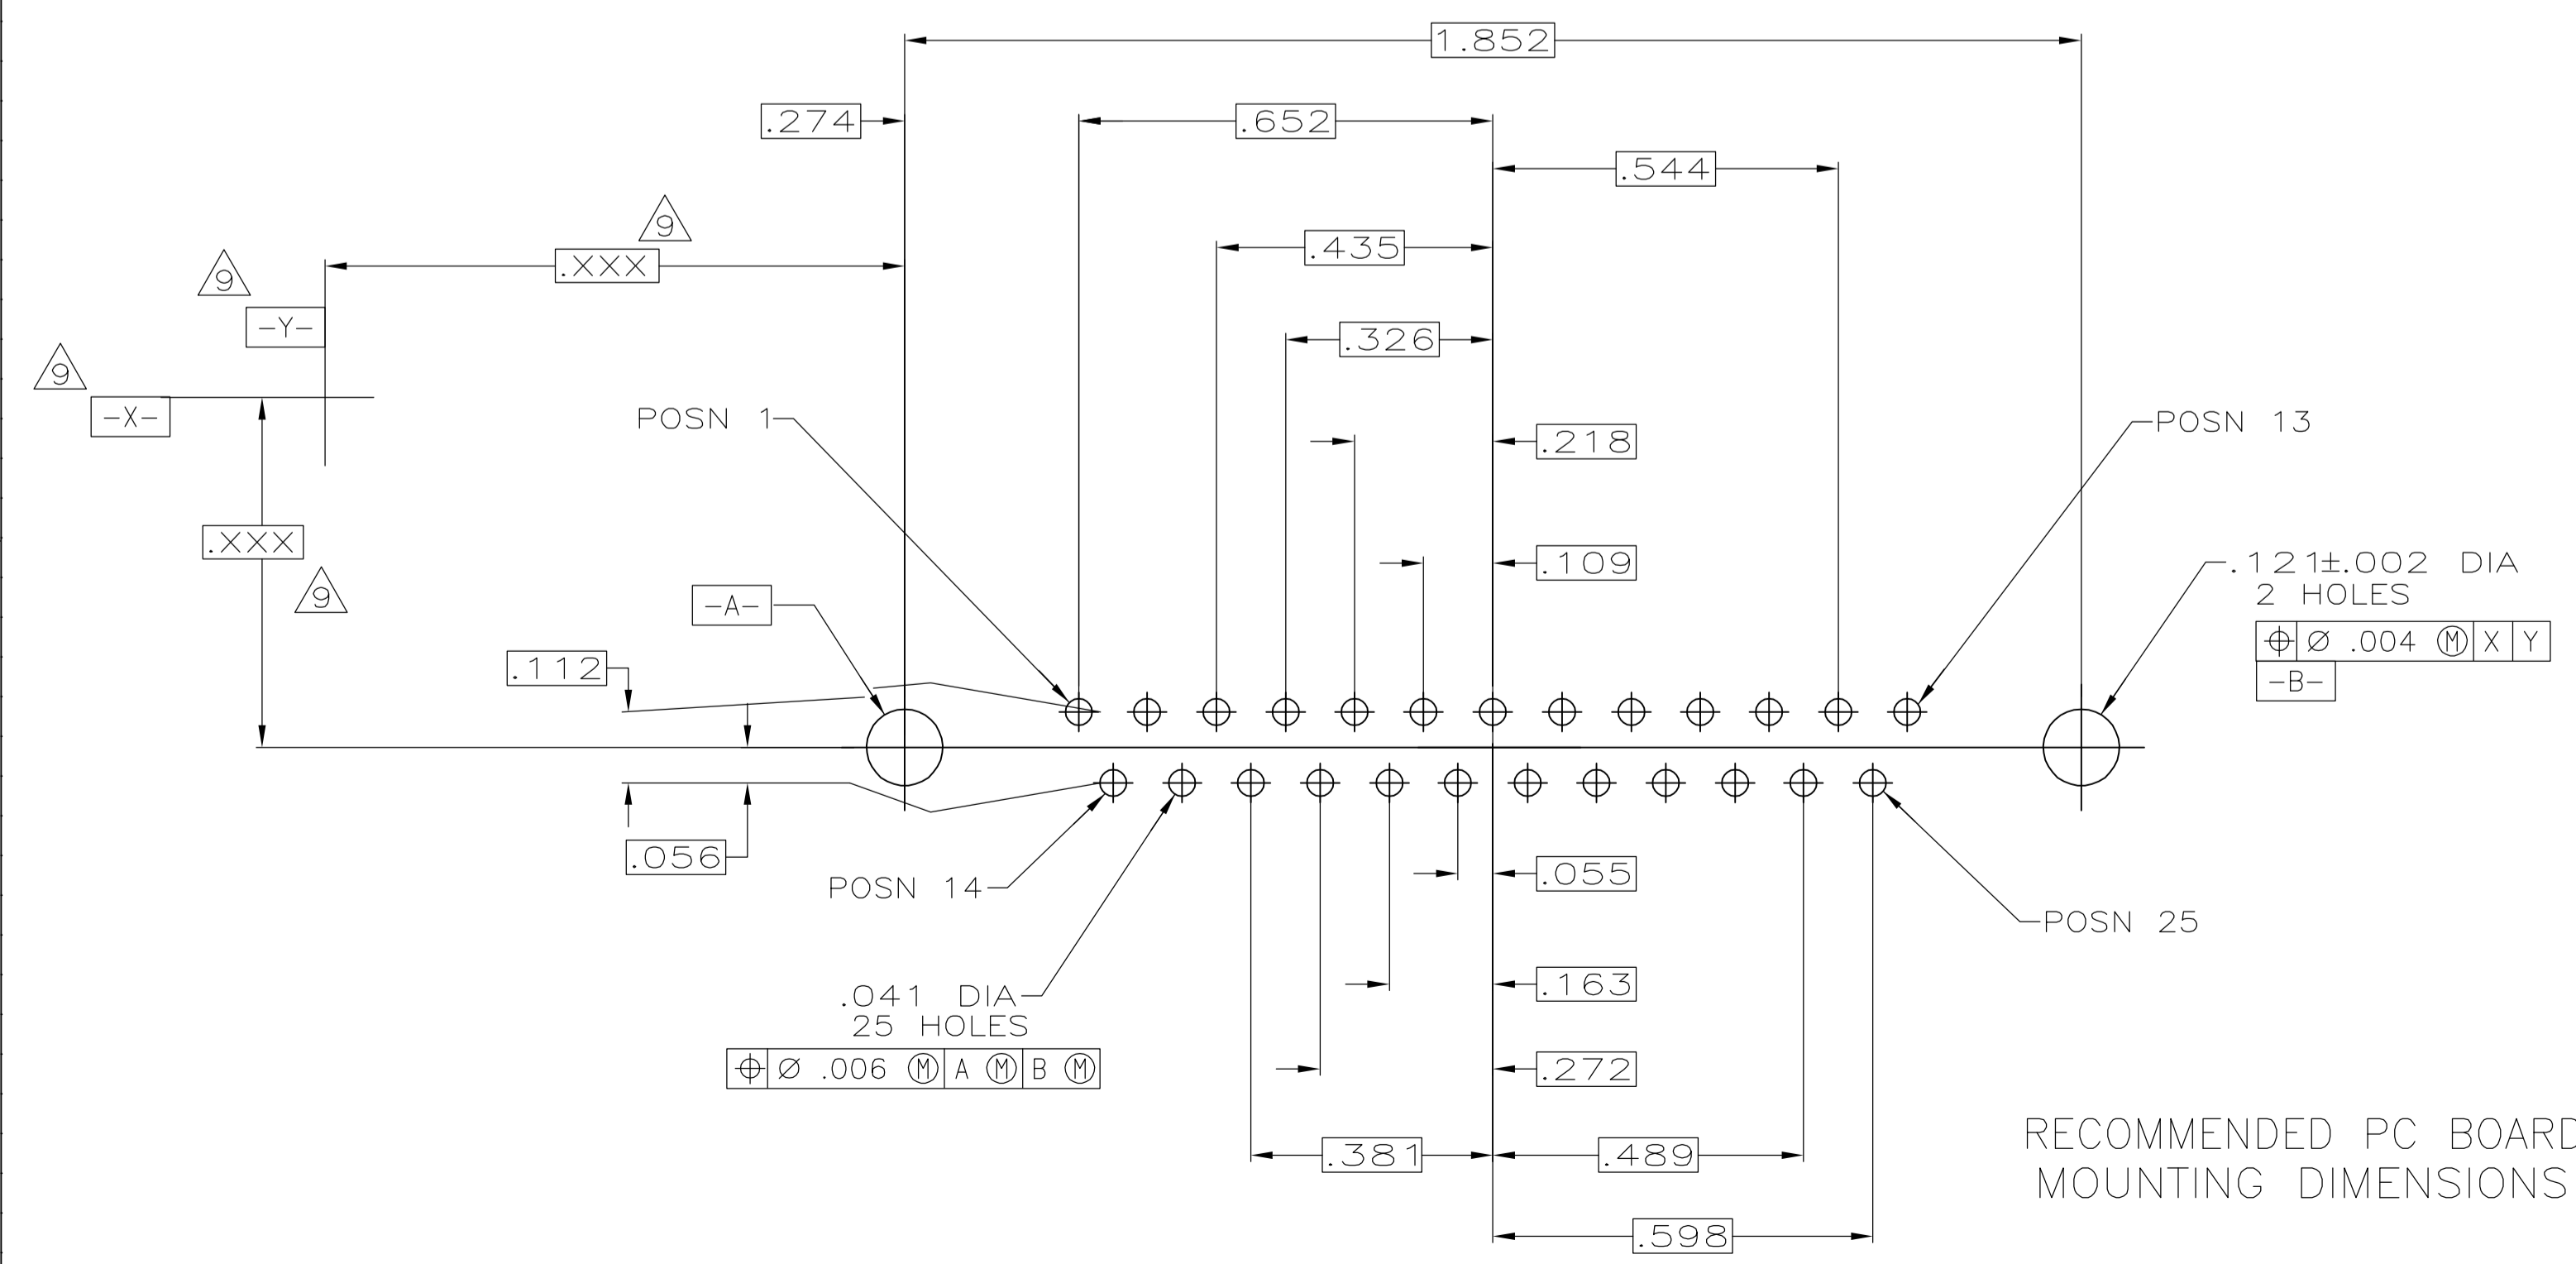 1.852
.274
.652
.544
9
.435
.XXX
9
-Y-
.326
9
-X-
POSN 1
POSN 13
.218
.XXX
.109
.121±.002 DIA
2 HOLES
9
-A-
⌖ Ø .004 Ⓜ X Y
.112
-B-
.056
.055
POSN 14
POSN 25
.163
.041 DIA
25 HOLES
⌖ Ø .006 Ⓜ A Ⓜ B Ⓜ
.272
RECOMMENDED PC BOARD
.381
.489
MOUNTING DIMENSIONS
.598